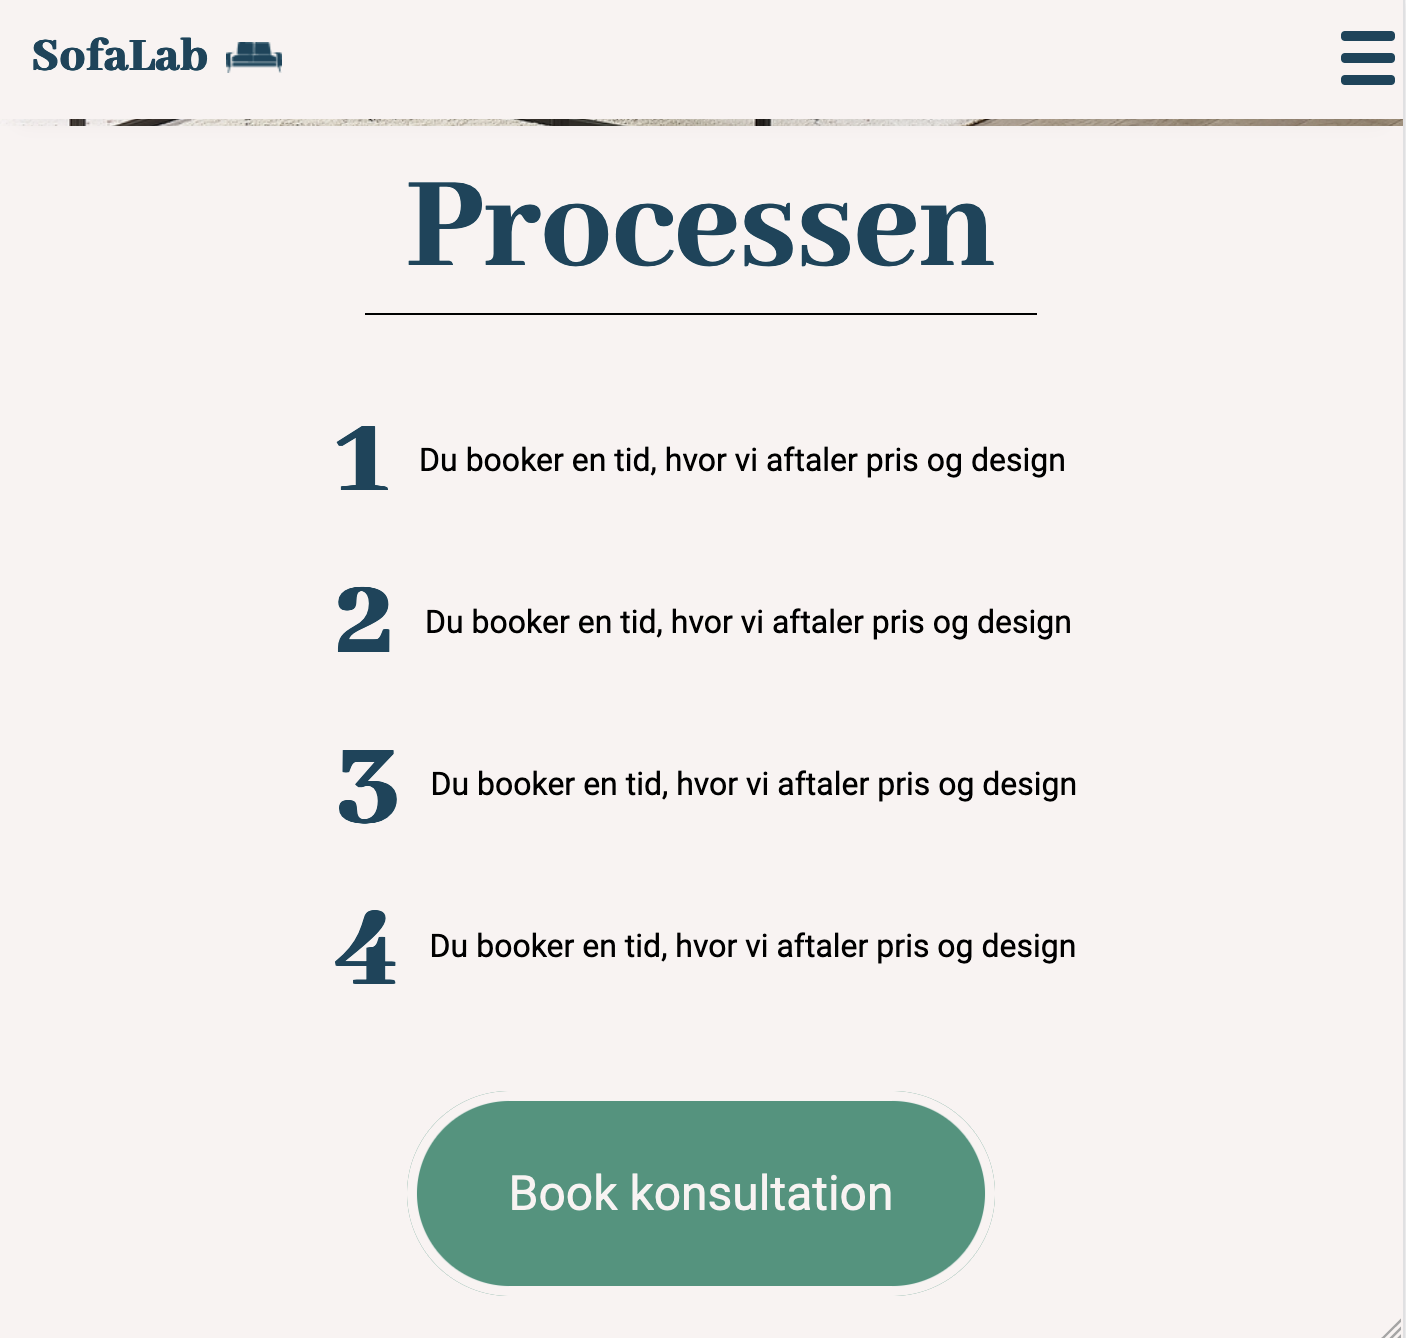 SofaLab
Processen
1 Du booker en tid, hvor vi aftaler pris og design
2 Du booker en tid, hvor vi aftaler pris og design
3 Du booker en tid, hvor vi aftaler pris og design
4 Du booker en tid, hvor vi aftaler pris og design
Book konsultation